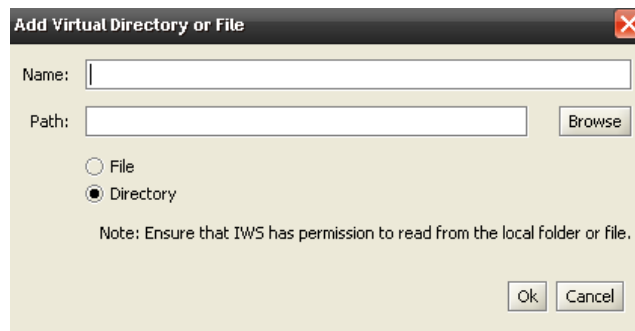 Add Virtual Directory or File
Name:
Path:
Browse
File
Directory
Note: Ensure that IWS has permission to read from the local folder or file.
Ok
Cancel